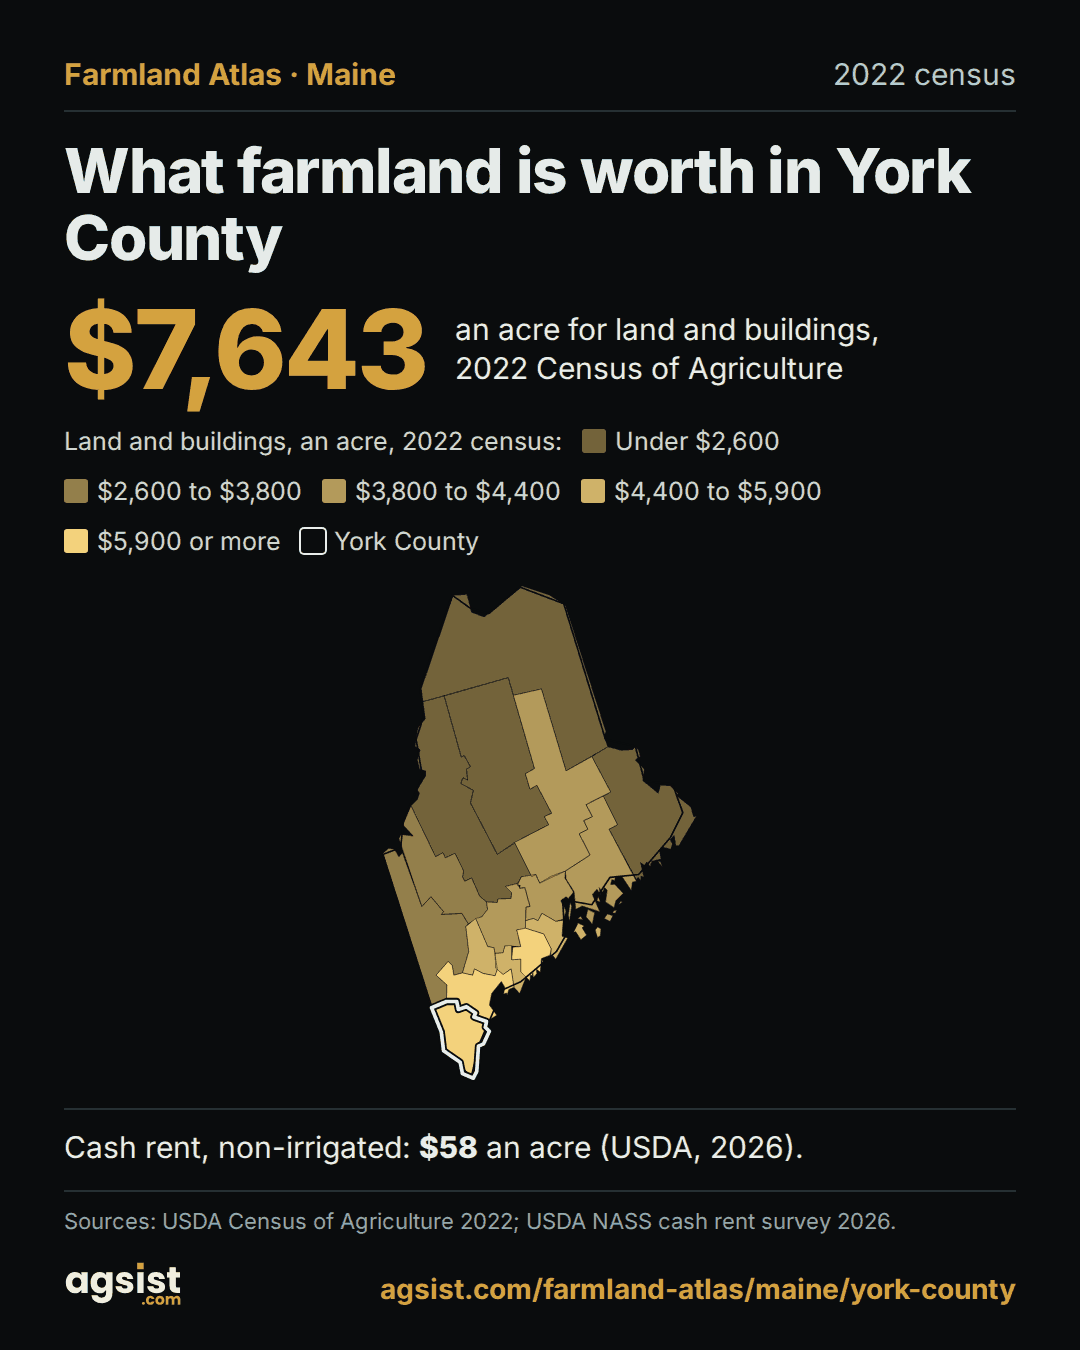 Farmland Atlas · Maine
2022 census
What farmland is worth in York
County
$7,643
an acre for land and buildings,
2022 Census of Agriculture
Land and buildings, an acre, 2022 census: Under $2,600
$2,600 to $3,800 $3,800 to $4,400 $4,400 to $5,900
$5,900 or more York County
Cash rent, non-irrigated: $58 an acre (USDA, 2026).
Sources: USDA Census of Agriculture 2022; USDA NASS cash rent survey 2026.
agsist
.com
agsist.com/farmland-atlas/maine/york-county